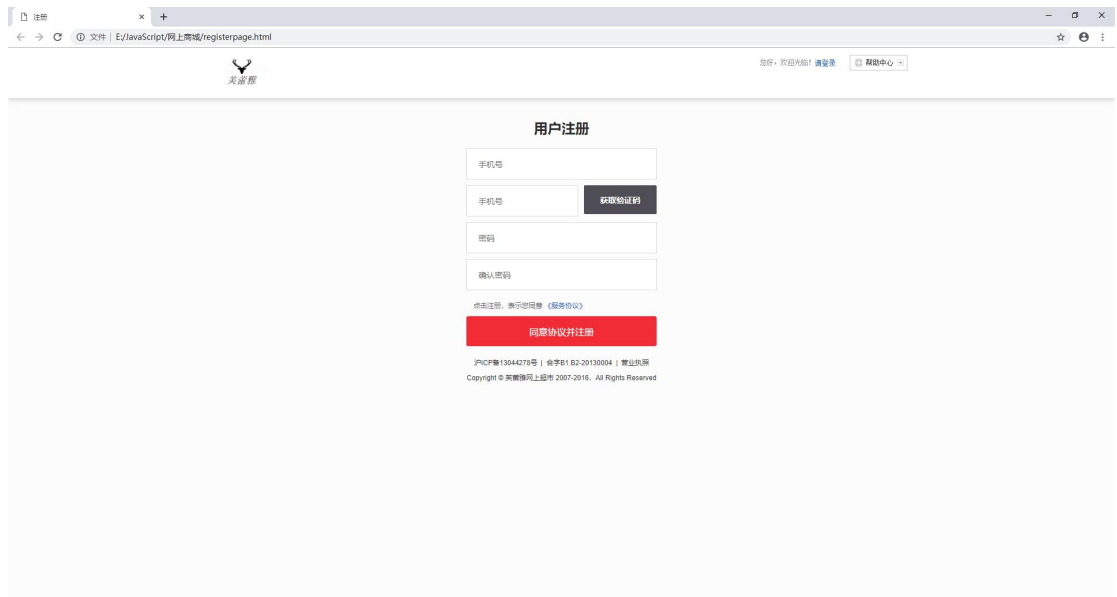 注册
文件 | E:/JavaScript/网上商城/registerpage.html
芙蕾雅
您好，欢迎光临！请登录 帮助中心
用户注册
手机号
手机号 获取验证码
密码
确认密码
点击注册，表示您同意《服务协议》
同意协议并注册
沪ICP备13044278号 | 合字B1.B2-20130004 | 营业执照
Copyright © 芙蕾雅网上超市 2007-2016，All Rights Reserved